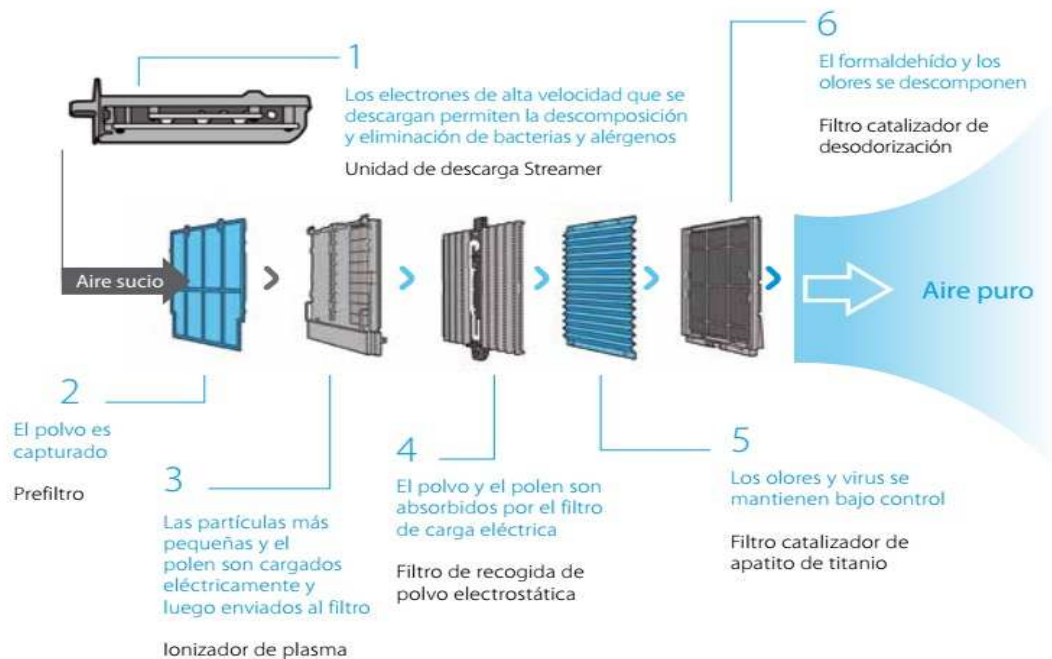 1
Los electrones de alta velocidad que se
descargan permiten la descomposición
y eliminación de bacterias y alérgenos
Unidad de descarga Streamer
6
El formaldehído y los
olores se descomponen
Filtro catalizador de
desodorización
Aire sucio
Aire puro
2
El polvo es
capturado
Prefiltro
3
Las partículas más
pequeñas y el
polen son cargados
eléctricamente y
luego enviados al filtro
Ionizador de plasma
4
El polvo y el polen son
absorbidos por el filtro
de carga eléctrica
Filtro de recogida de
polvo electrostática
5
Los olores y virus se
mantienen bajo control
Filtro catalizador de
apatito de titanio